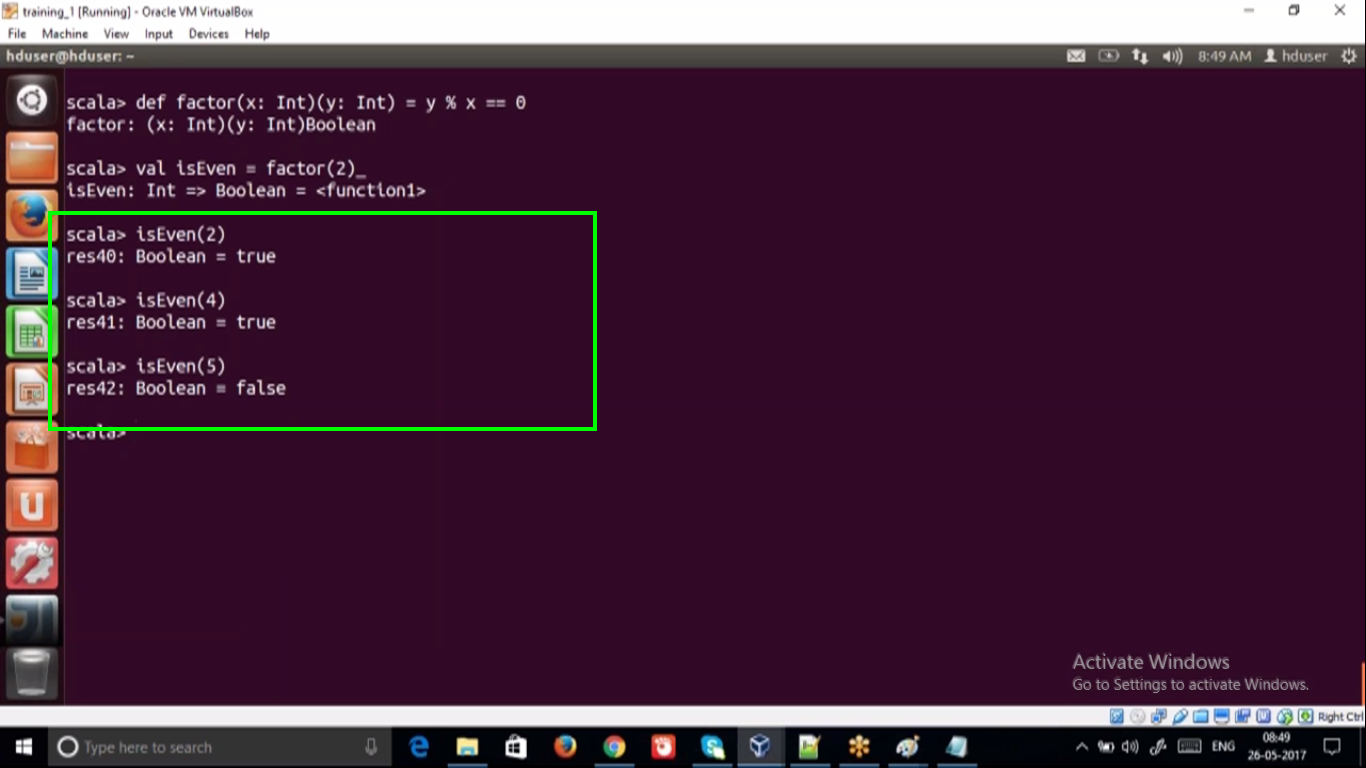 training_1 [Running] - Oracle VM VirtualBox
File Machine View Input Devices Help
hduser@hduser: ~
8:49 AM hduser
scala> def factor(x: Int)(y: Int) = y % x == 0
factor: (x: Int)(y: Int)Boolean
scala> val isEven = factor(2)_
isEven: Int => Boolean = <function1>
scala> isEven(2)
res40: Boolean = true
scala> isEven(4)
res41: Boolean = true
scala> isEven(5)
res42: Boolean = false
scala>
Activate Windows
Go to Settings to activate Windows.
Right Ctrl
Type here to search
ENG
08:49
26-05-2017